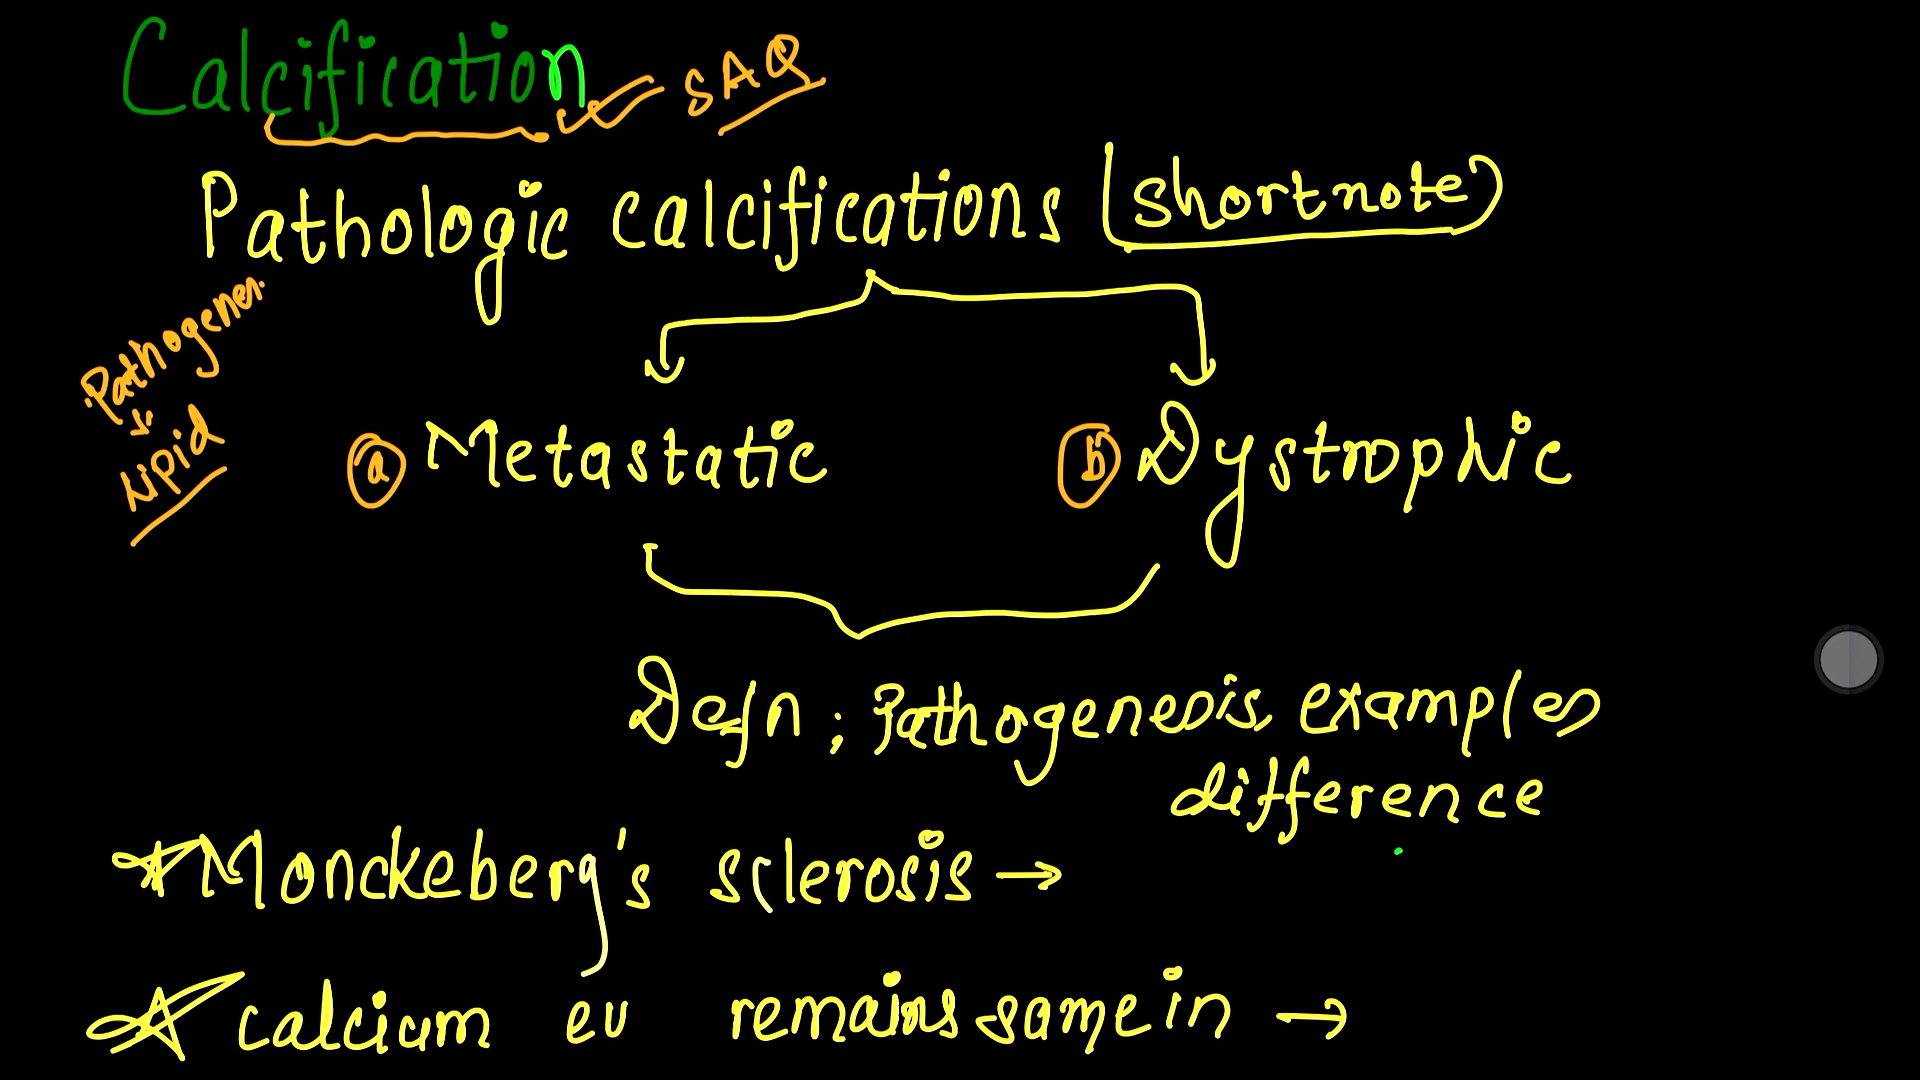 Calcification SAQ
Pathologic calcifications (shortnote)
Pathogenes.
Lipid
a Metastatic
b Dystrophic
Defn ; Pathogenesis, examples
difference
Monckeberg's sclerosis →
calcium ev remains same in →